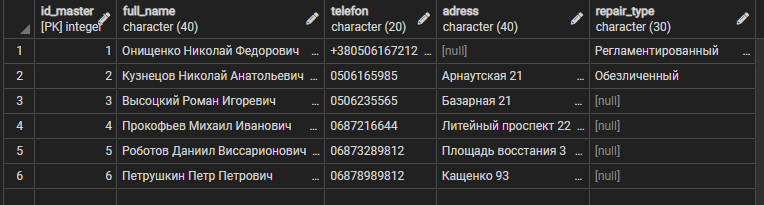 id_master full_name telefon adress repair_type
[PK] integer character (40) character (20) character (40) character (30)
1 1 Онищенко Николай Федорович ... +380506167212 ... [null] Регламентированный ...
2 2 Кузнецов Николай Анатольевич ... 0506165985 Арнаутская 21 ... Обезличенный ...
3 3 Высоцкий Роман Игоревич ... 0506235565 Базарная 21 ... [null]
4 4 Прокофьев Михаил Иванович ... 0687216644 Литейный проспект 22 ... [null]
5 5 Роботов Даниил Виссарионович ... 06873289812 Площадь восстания 3 ... [null]
6 6 Петрушкин Петр Петрович ... 06878989812 Кащенко 93 ... [null]